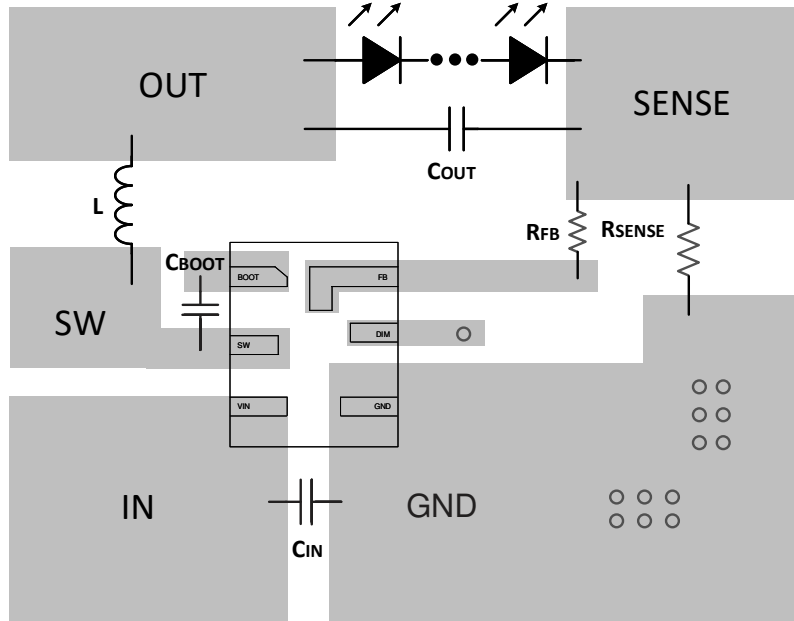 OUT
SENSE
COUT
L
RFB
RSENSE
CBOOT
BOOT
FB
SW
DIM
SW
VIN
GND
IN
GND
CIN